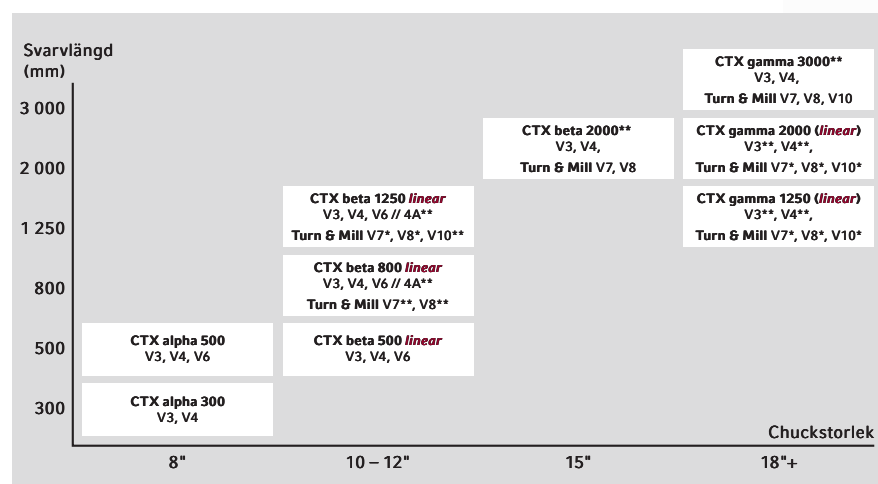 Svarvlängd
(mm)
3 000
2 000
1 250
800
500
300
CTX gamma 3000**
V3, V4,
Turn & Mill V7, V8, V10
CTX beta 2000**
V3, V4,
Turn & Mill V7, V8
CTX gamma 2000 (linear)
V3**, V4**,
Turn & Mill V7*, V8*, V10*
CTX beta 1250 linear
V3, V4, V6 // 4A**
Turn & Mill V7*, V8*, V10**
CTX gamma 1250 (linear)
V3**, V4**,
Turn & Mill V7*, V8*, V10*
CTX beta 800 linear
V3, V4, V6 // 4A**
Turn & Mill V7**, V8**
CTX alpha 500
V3, V4, V6
CTX beta 500 linear
V3, V4, V6
CTX alpha 300
V3, V4
Chuckstorlek
8"
10 – 12"
15"
18"+